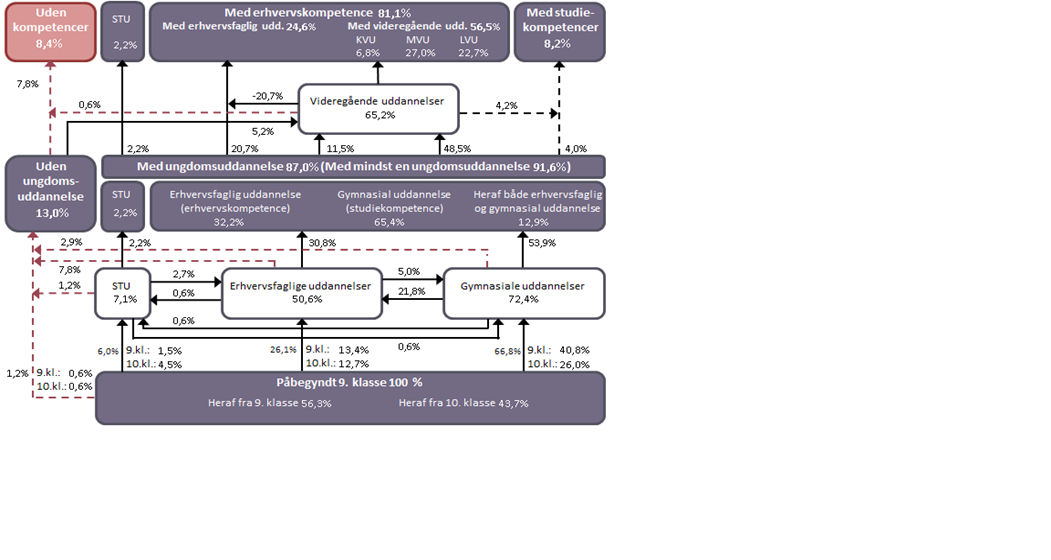 Uden
kompetencer
8,4%
STU
2,2%
Med erhvervskompetence 81,1%
Med erhvervsfaglig udd. 24,6%
Med videregående udd. 56,5%
KVU
MVU
LVU
6,8%
27,0%
22,7%
Med studie-
kompetencer
8,2%
7,8%
0,6%
-20,7%
Videregående uddannelser
65,2%
4,2%
5,2%
2,2%
20,7%
11,5%
48,5%
4,0%
Uden
ungdoms-
uddannelse
13,0%
Med ungdomsuddannelse 87,0% (Med mindst en ungdomsuddannelse 91,6%)
STU
2,2%
Erhvervsfaglig uddannelse
(erhvervskompetence)
32,2%
Gymnasial uddannelse
(studiekompetence)
65,4%
Heraf både erhvervsfaglig
og gymnasial uddannelse
12,9%
2,9%
2,2%
30,8%
53,9%
7,8%
1,2%
STU
7,1%
2,7%
0,6%
Erhvervsfaglige uddannelser
50,6%
5,0%
21,8%
Gymnasiale uddannelser
72,4%
0,6%
0,6%
6,0%
9.kl.: 1,5%
10.kl.: 4,5%
26,1%
9.kl.: 13,4%
10.kl.: 12,7%
66,8%
9.kl.: 40,8%
10.kl.: 26,0%
1,2%
9.kl.: 0,6%
10.kl.: 0,6%
Påbegyndt 9. klasse 100 %
Heraf fra 9. klasse 56,3%
Heraf fra 10. klasse 43,7%